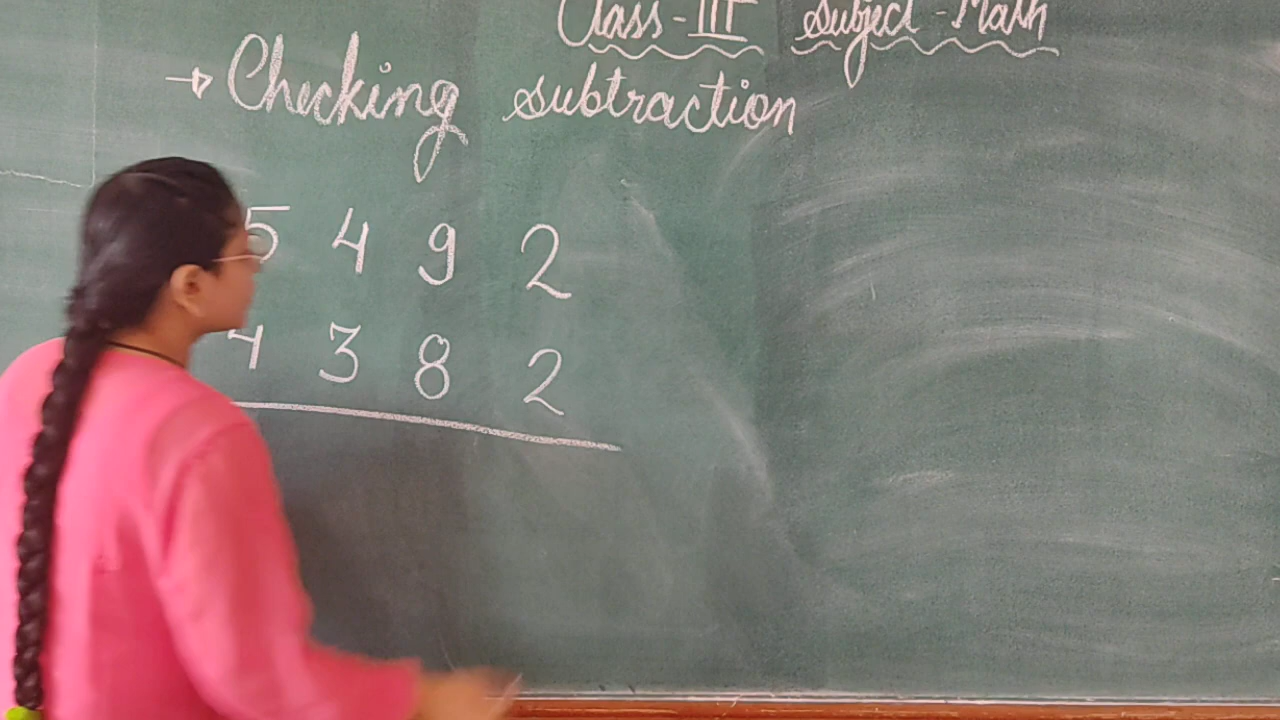 Class-III Subject-Math
→ Checking subtraction
5 4 9 2
4 3 8 2